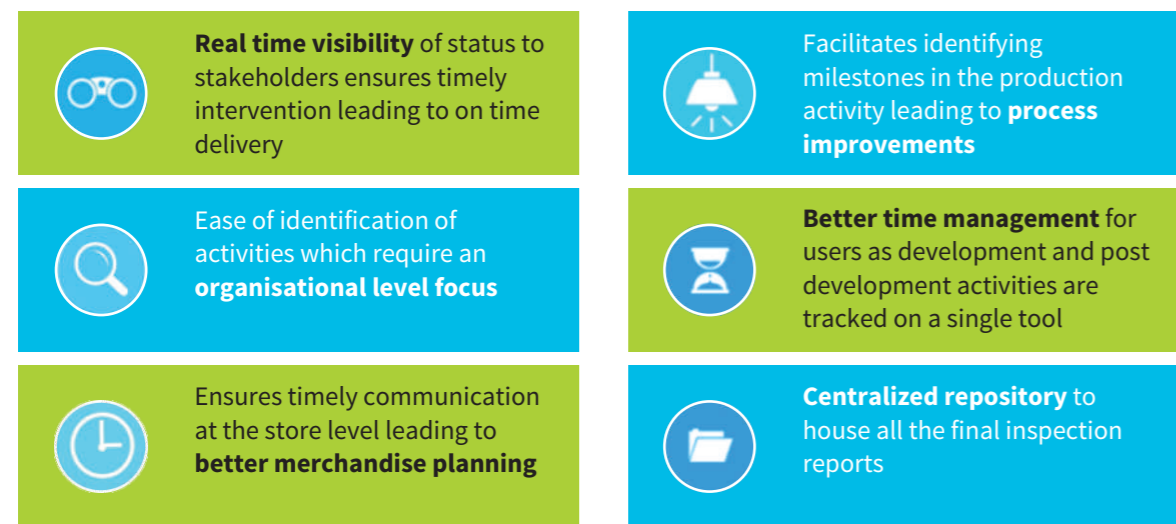 Real time visibility of status to
stakeholders ensures timely
intervention leading to on time
delivery
Facilitates identifying
milestones in the production
activity leading to process
improvements
Ease of identification of
activities which require an
organisational level focus
Better time management for
users as development and post
development activities are
tracked on a single tool
Ensures timely communication
at the store level leading to
better merchandise planning
Centralized repository to
house all the final inspection
reports